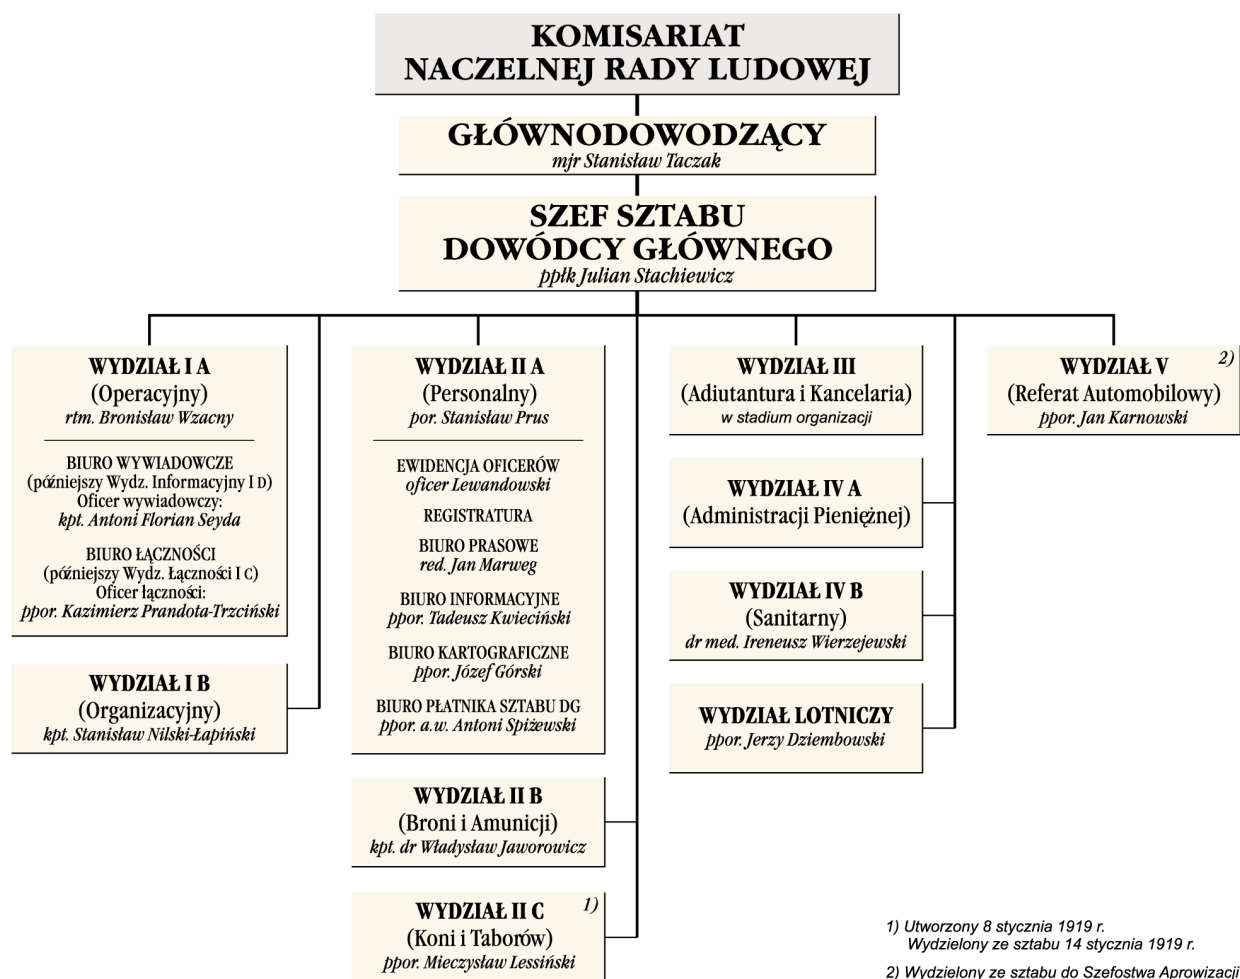 KOMISARIAT
NACZELNEJ RADY LUDOWEJ
GŁÓWNODOWODZĄCY
mjr Stanisław Taczak
SZEF SZTABU
DOWÓDCY GŁÓWNEGO
ppłk Julian Stachiewicz
WYDZIAŁ I A
(Operacyjny)
rtm. Bronisław Wzacny
BIURO WYWIADOWCZE
(późniejszy Wydz. Informacyjny I D)
Oficer wywiadowczy:
kpt. Antoni Florian Seyda
BIURO ŁĄCZNOŚCI
(późniejszy Wydz. Łączności I C)
Oficer łączności:
ppor. Kazimierz Prandota-Trzciński
WYDZIAŁ I B
(Organizacyjny)
kpt. Stanisław Nilski-Łapiński
WYDZIAŁ II A
(Personalny)
por. Stanisław Prus
EWIDENCJA OFICERÓW
oficer Lewandowski
REGISTRATURA
BIURO PRASOWE
red. Jan Marweg
BIURO INFORMACYJNE
ppor. Tadeusz Kwieciński
BIURO KARTOGRAFICZNE
ppor. Józef Górski
BIURO PŁATNIKA SZTABU DG
ppor. a.w. Antoni Spiżewski
WYDZIAŁ II B
(Broni i Amunicji)
kpt. dr Władysław Jaworowicz
WYDZIAŁ II C 1)
(Koni i Taborów)
ppor. Mieczysław Lessiński
WYDZIAŁ III
(Adiutantura i Kancelaria)
w stadium organizacji
WYDZIAŁ IV A
(Administracji Pieniężnej)
WYDZIAŁ IV B
(Sanitarny)
dr med. Ireneusz Wierzejewski
WYDZIAŁ LOTNICZY
ppor. Jerzy Dziembowski
WYDZIAŁ V 2)
(Referat Automobilowy)
ppor. Jan Karnowski
1) Utworzony 8 stycznia 1919 r.
Wydzielony ze sztabu 14 stycznia 1919 r.
2) Wydzielony ze sztabu do Szefostwa Aprowizacji